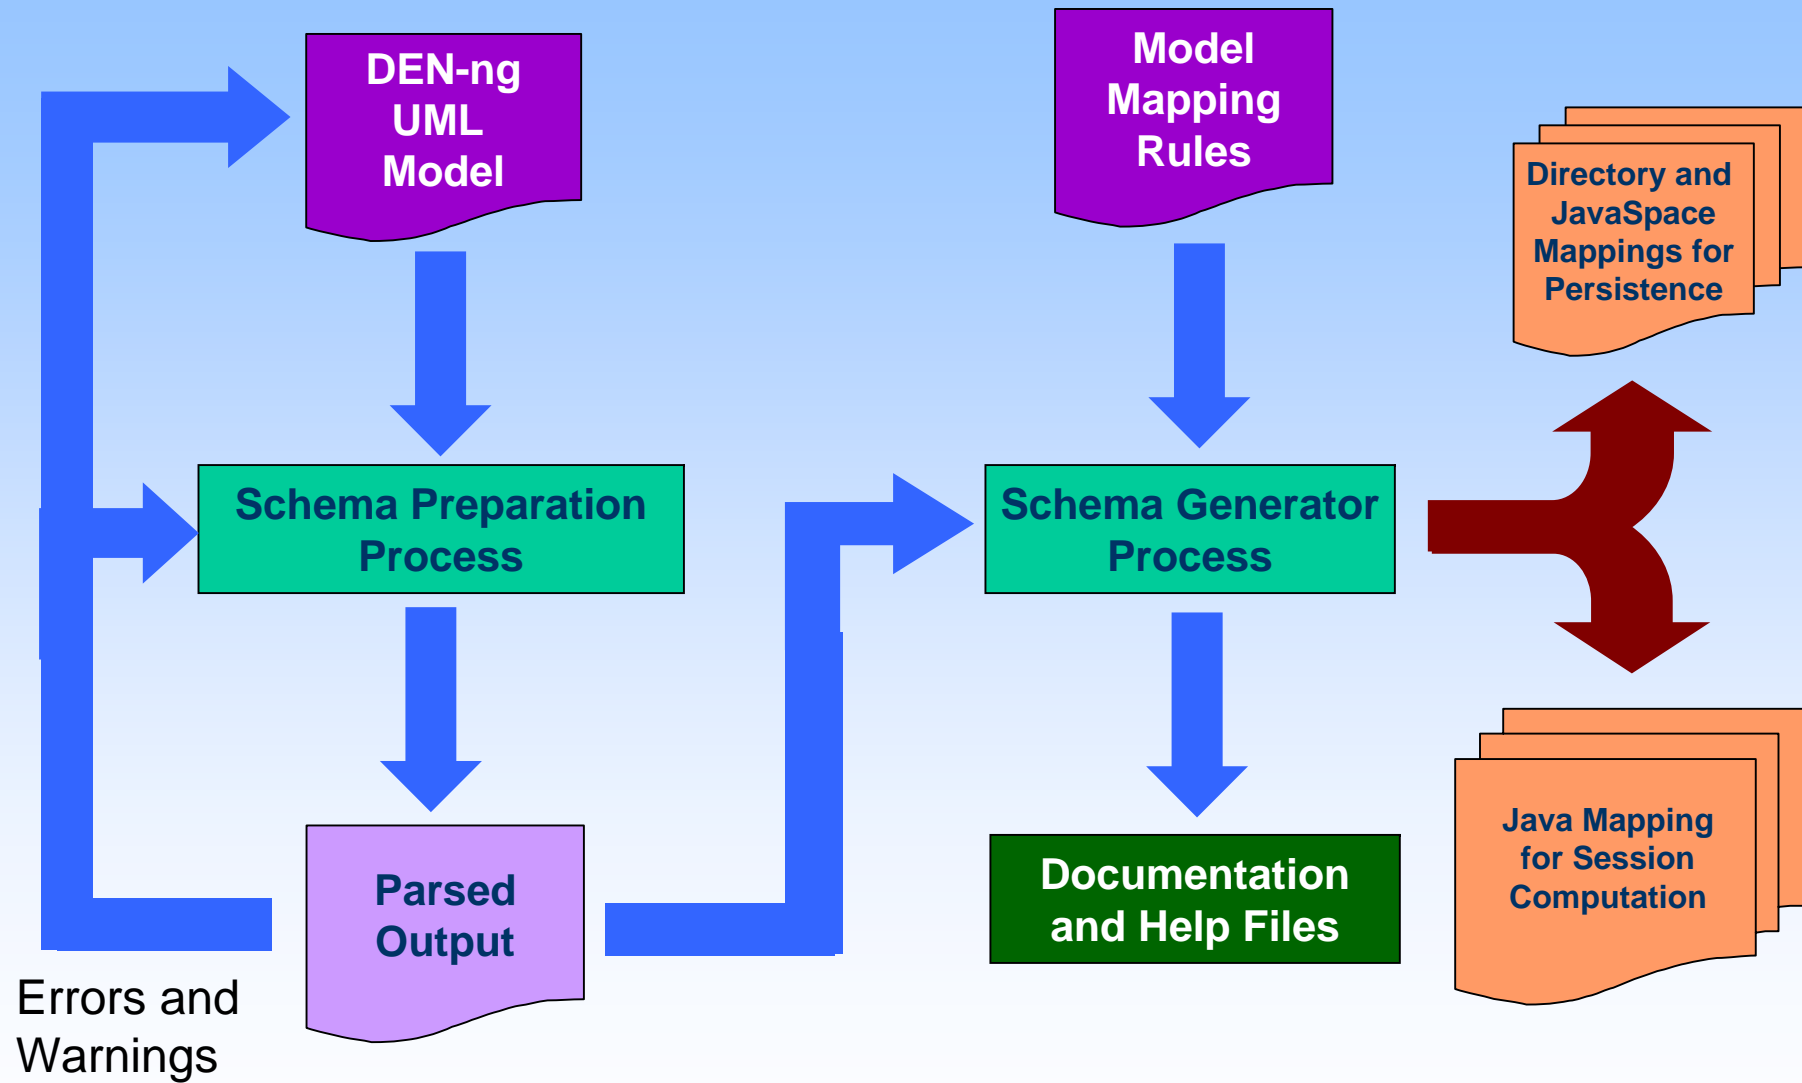 DEN-ng
UML
Model
Model
Mapping
Rules
Directory and
JavaSpace
Mappings for
Persistence
Schema Preparation
Process
Schema Generator
Process
Parsed
Output
Documentation
and Help Files
Java Mapping
for Session
Computation
Errors and
Warnings